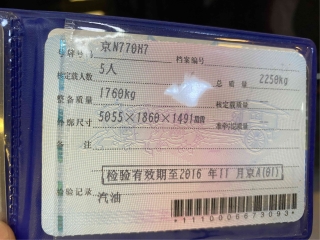 号牌号码 京N770H7 档案编号
核定载人数 5人 总质量 2250kg
整备质量 1760kg 核定载质量
外廓尺寸 5055×1860×1491mm 准牵引总质量
备注
检验有效期至2016年11月京A(01)
检验记录 汽油
*1110006673093*